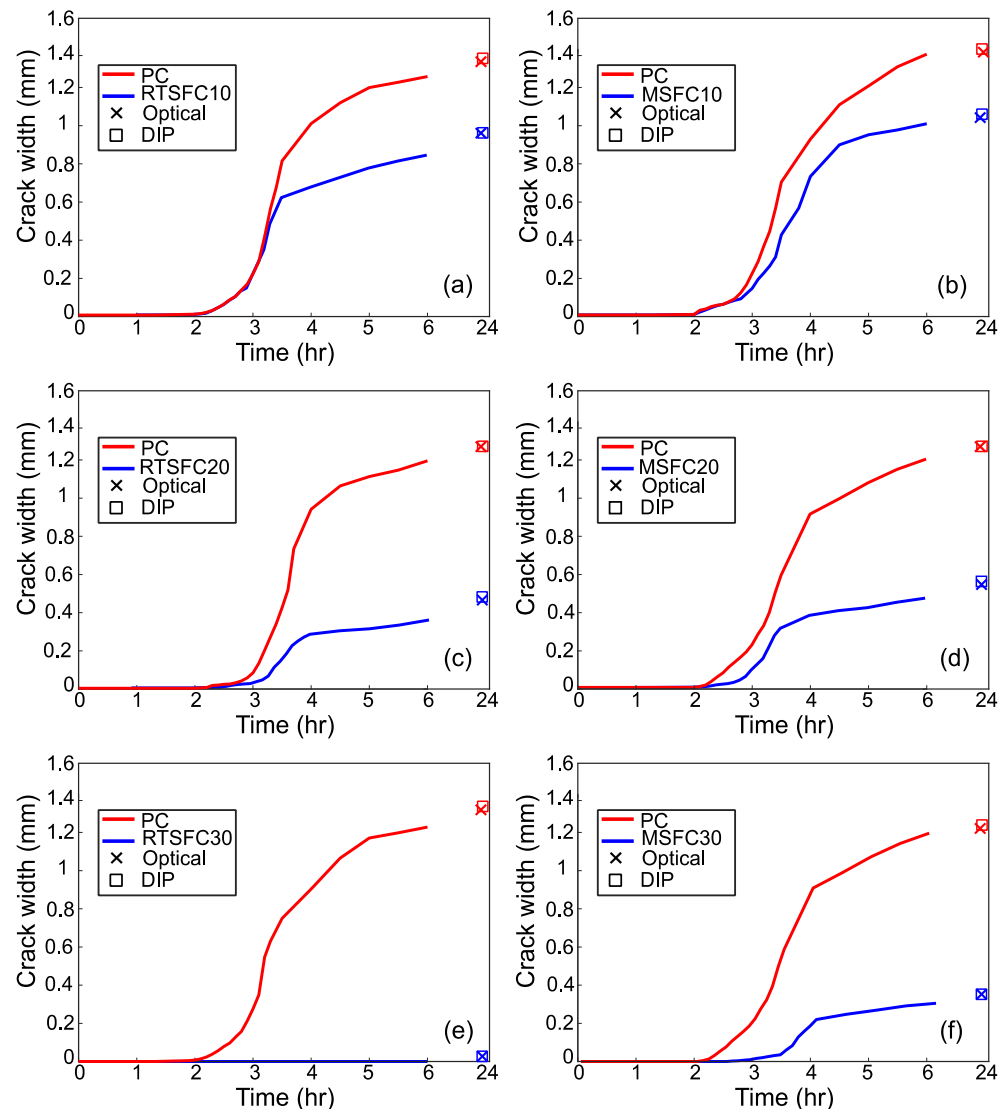 1.6
1.4
1.2
1
0.8
0.6
0.4
0.2
0
Crack width (mm)
PC
RTSFC10
Optical
DIP
(a)
0 1 2 3 4 5 6 24
Time (hr)
1.6
1.4
1.2
1
0.8
0.6
0.4
0.2
0
Crack width (mm)
PC
MSFC10
Optical
DIP
(b)
0 1 2 3 4 5 6 24
Time (hr)
1.6
1.4
1.2
1
0.8
0.6
0.4
0.2
0
Crack width (mm)
PC
RTSFC20
Optical
DIP
(c)
0 1 2 3 4 5 6 24
Time (hr)
1.6
1.4
1.2
1
0.8
0.6
0.4
0.2
0
Crack width (mm)
PC
MSFC20
Optical
DIP
(d)
0 1 2 3 4 5 6 24
Time (hr)
1.6
1.4
1.2
1
0.8
0.6
0.4
0.2
0
Crack width (mm)
PC
RTSFC30
Optical
DIP
(e)
0 1 2 3 4 5 6 24
Time (hr)
1.6
1.4
1.2
1
0.8
0.6
0.4
0.2
0
Crack width (mm)
PC
MSFC30
Optical
DIP
(f)
0 1 2 3 4 5 6 24
Time (hr)